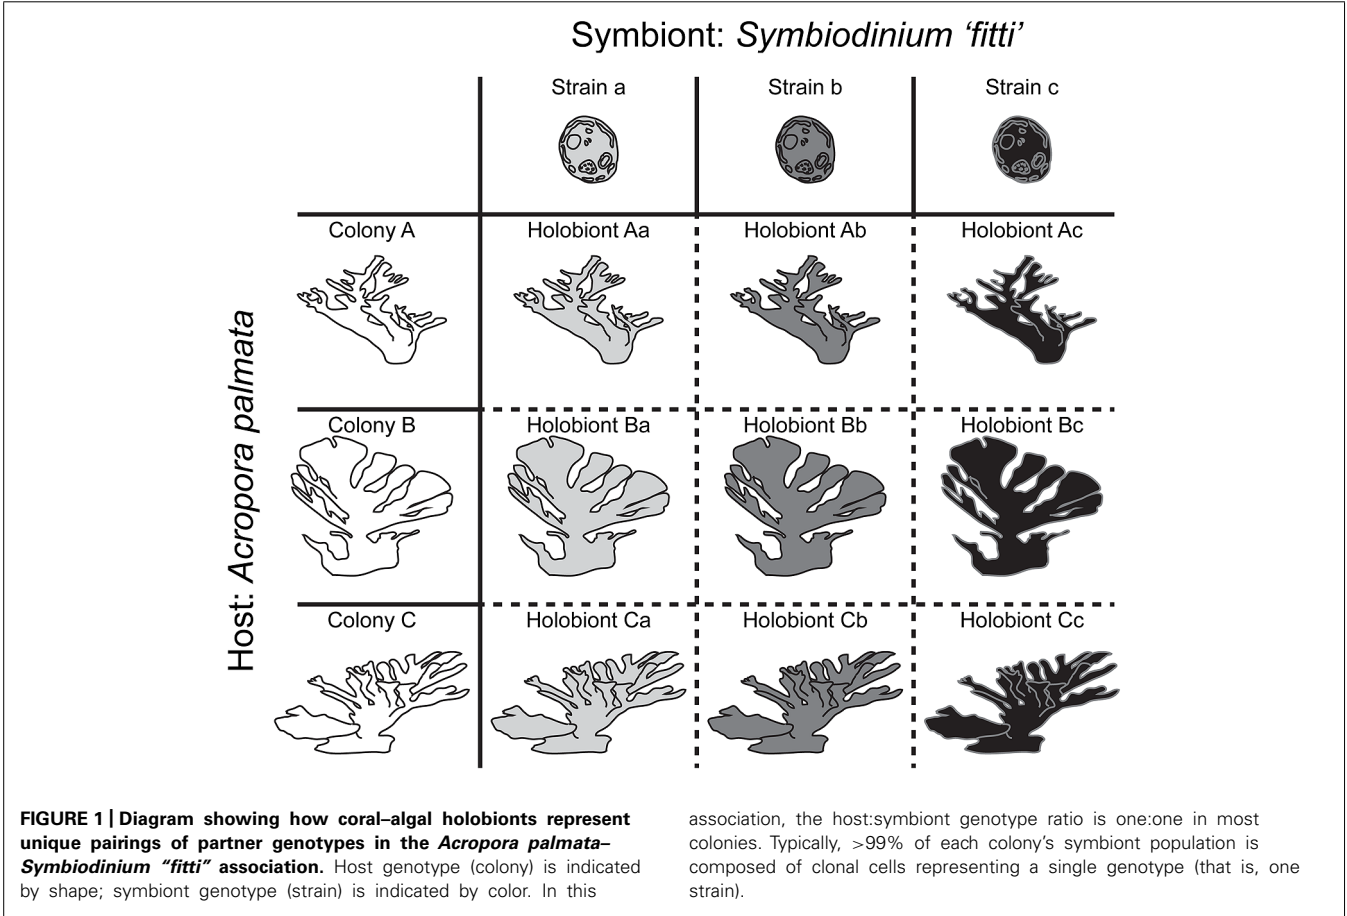 Symbiont: Symbiodinium ‘fitti’
Strain a
Strain b
Strain c
Host: Acropora palmata
Colony A
Holobiont Aa
Holobiont Ab
Holobiont Ac
Colony B
Holobiont Ba
Holobiont Bb
Holobiont Bc
Colony C
Holobiont Ca
Holobiont Cb
Holobiont Cc
FIGURE 1 | Diagram showing how coral–algal holobionts represent
unique pairings of partner genotypes in the Acropora palmata–
Symbiodinium “fitti” association. Host genotype (colony) is indicated
by shape; symbiont genotype (strain) is indicated by color. In this
association, the host:symbiont genotype ratio is one:one in most
colonies. Typically, >99% of each colony’s symbiont population is
composed of clonal cells representing a single genotype (that is, one
strain).